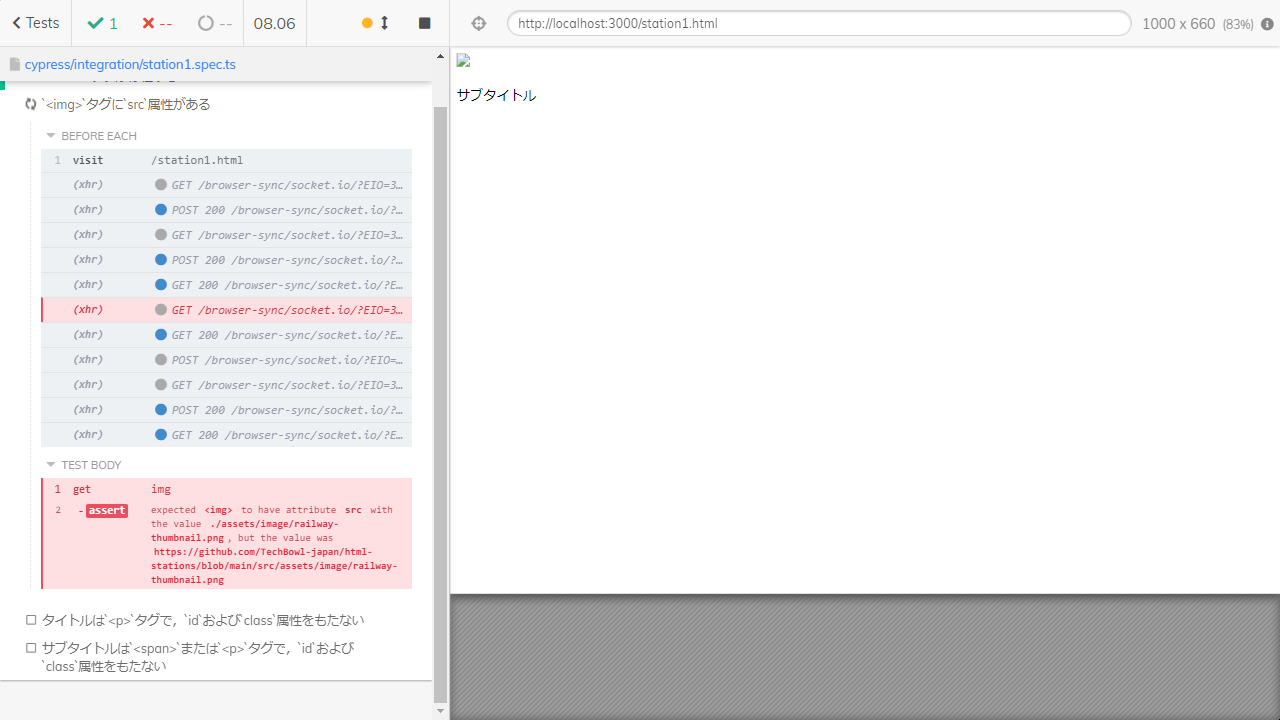 Tests
1
--
--
08.06
http://localhost:3000/station1.html
1000 x 660 (83%)
cypress/integration/station1.spec.ts
`<img>`タグに`src`属性がある
BEFORE EACH
1 visit /station1.html
(xhr) GET /browser-sync/socket.io/?EIO=3…
(xhr) POST 200 /browser-sync/socket.io/?…
(xhr) GET /browser-sync/socket.io/?EIO=3…
(xhr) POST 200 /browser-sync/socket.io/?…
(xhr) GET 200 /browser-sync/socket.io/?E…
(xhr) GET /browser-sync/socket.io/?EIO=3…
(xhr) GET 200 /browser-sync/socket.io/?E…
(xhr) POST /browser-sync/socket.io/?EIO=…
(xhr) GET /browser-sync/socket.io/?EIO=3…
(xhr) POST 200 /browser-sync/socket.io/?…
(xhr) GET 200 /browser-sync/socket.io/?E…
TEST BODY
1 get img
2 -assert expected <img> to have attribute src with
the value ./assets/image/railway-
thumbnail.png, but the value was
https://github.com/TechBowl-japan/html-
stations/blob/main/src/assets/image/railway-
thumbnail.png
タイトルは`<p>`タグで，`id`および`class`属性をもたない
サブタイトルは`<span>`または`<p>`タグで，`id`および
`class`属性をもたない
サブタイトル